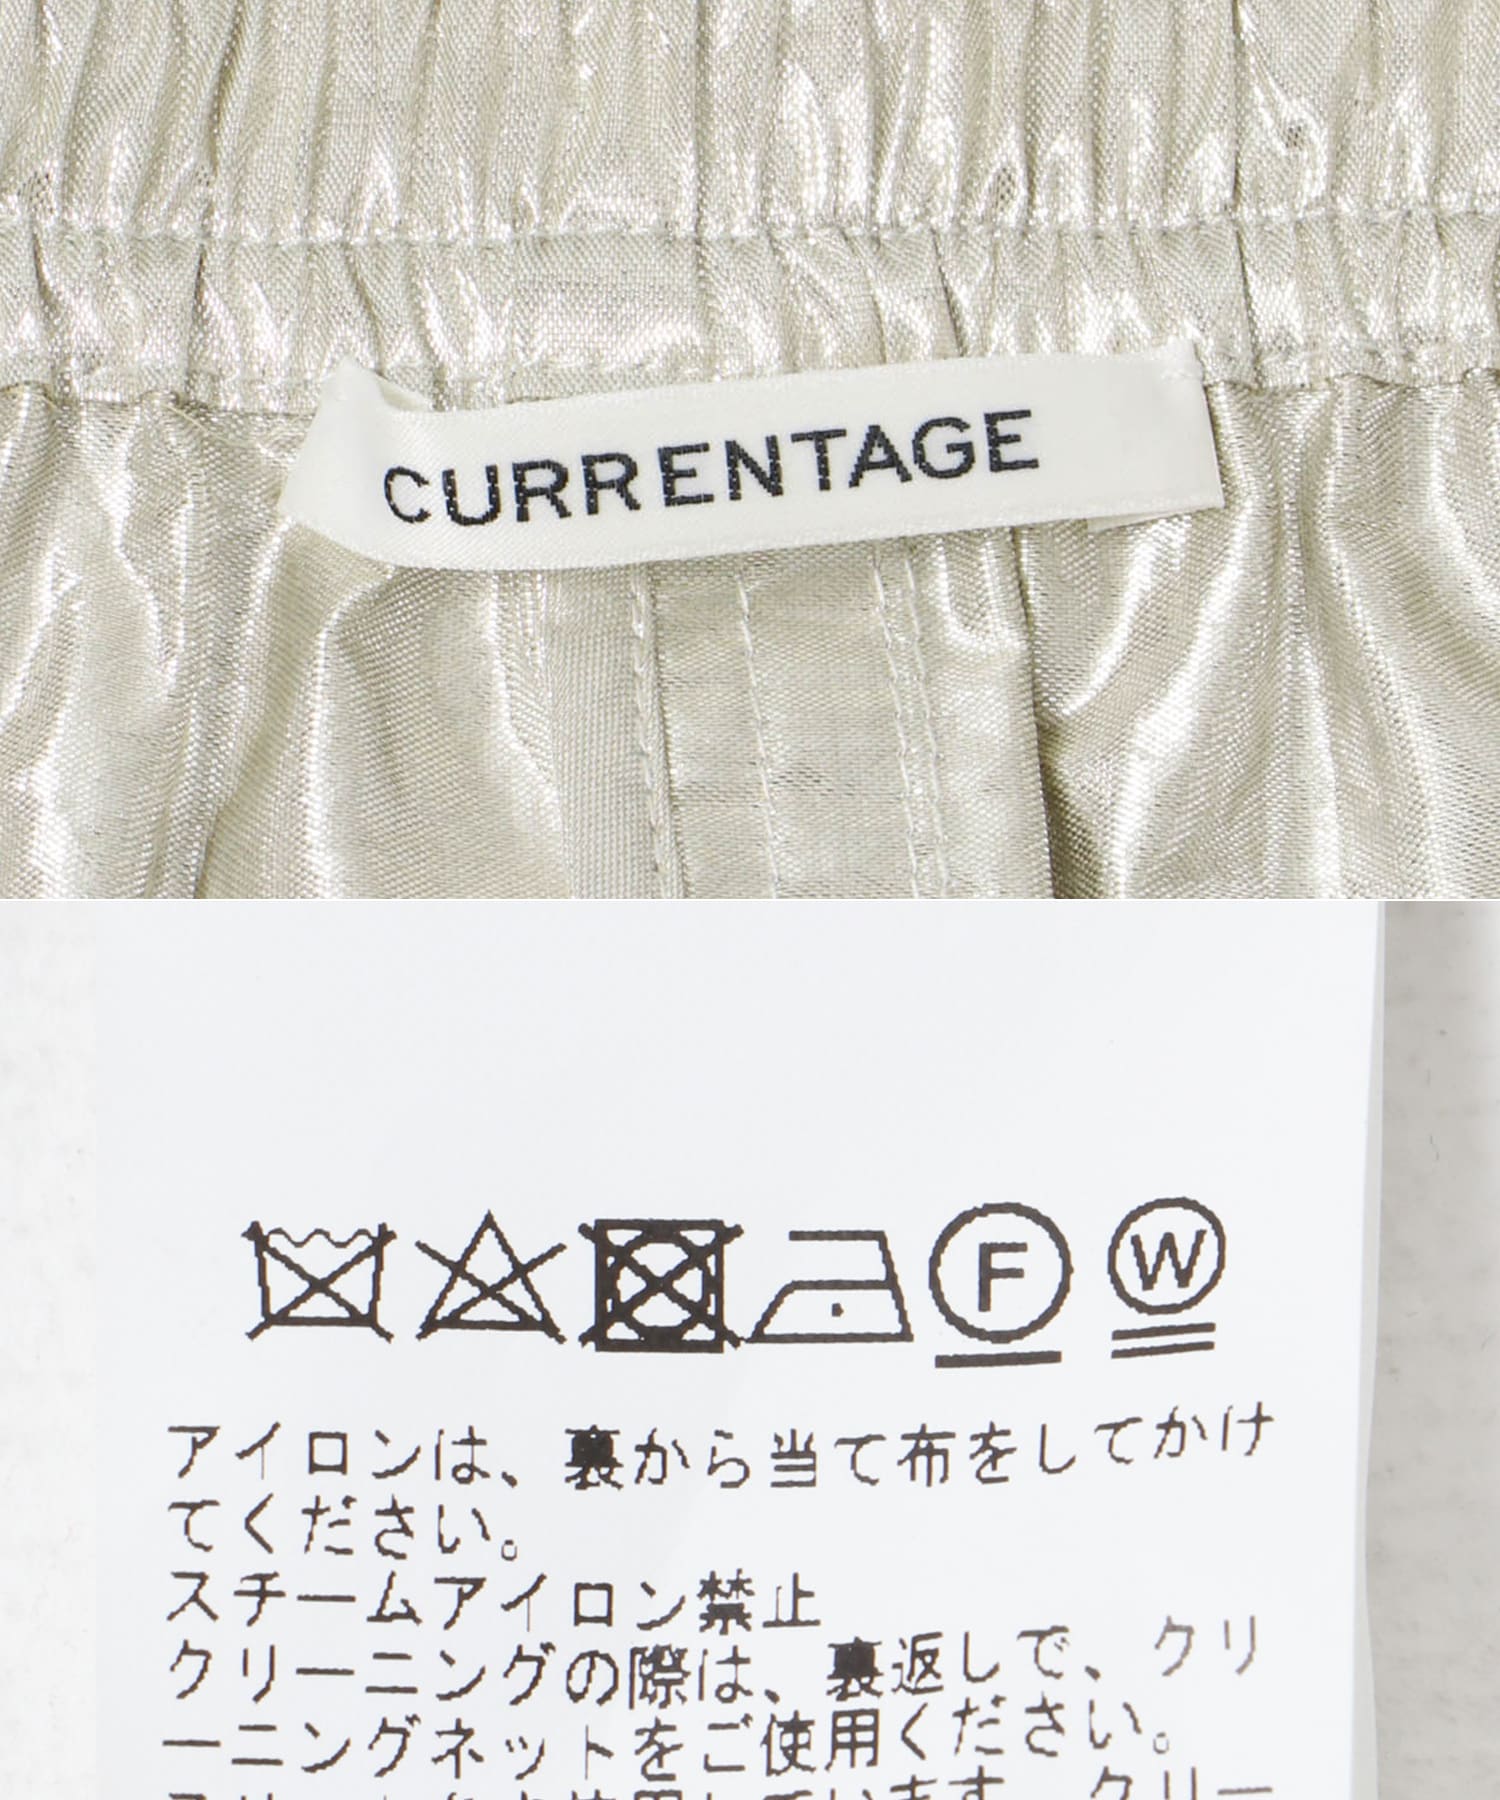 CURRENTAGE
F
W
アイロンは、裏から当て布をしてかけ
てください。
スチームアイロン禁止
クリーニングの際は、裏返しで、クリ
ーニングネットをご使用ください。